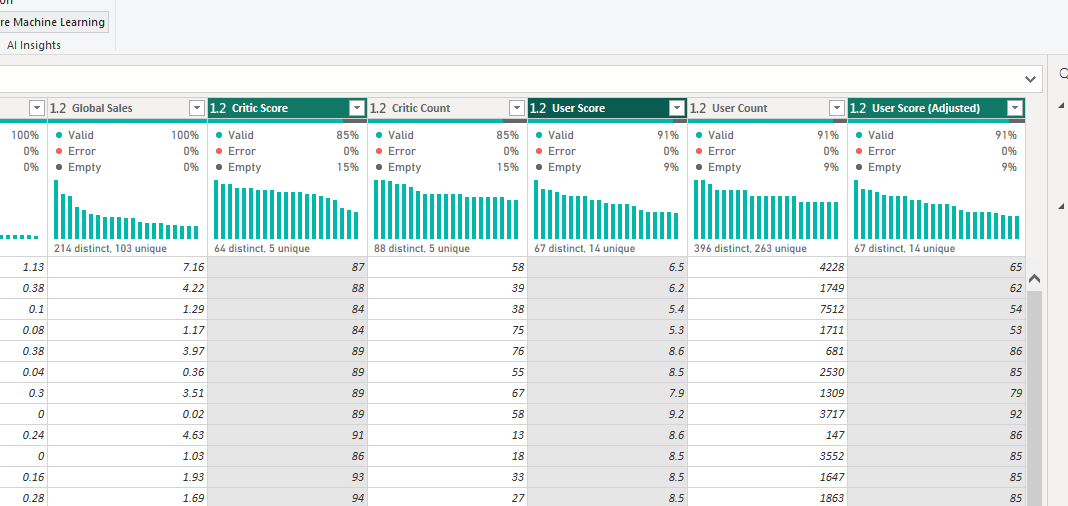 re Machine Learning
AI Insights
1.2 Global Sales 1.2 Critic Score 1.2 Critic Count 1.2 User Score 1.2 User Count 1.2 User Score (Adjusted)
100% Valid 100% Valid 85% Valid 85% Valid 91% Valid 91% Valid 91%
0% Error 0% Error 0% Error 0% Error 0% Error 0% Error 0%
0% Empty 0% Empty 15% Empty 15% Empty 9% Empty 9% Empty 9%
214 distinct, 103 unique 64 distinct, 5 unique 88 distinct, 5 unique 67 distinct, 14 unique 396 distinct, 263 unique 67 distinct, 14 unique
1.13 7.16 87 58 6.5 4228 65
0.38 4.22 88 39 6.2 1749 62
0.1 1.29 84 38 5.4 7512 54
0.08 1.17 84 75 5.3 1711 53
0.38 3.97 89 76 8.6 681 86
0.04 0.36 89 55 8.5 2530 85
0.3 3.51 89 67 7.9 1309 79
0 0.02 89 58 9.2 3717 92
0.24 4.63 91 13 8.6 147 86
0 1.03 86 18 8.5 3552 85
0.16 1.93 93 33 8.5 1647 85
0.28 1.69 94 27 8.5 1863 85